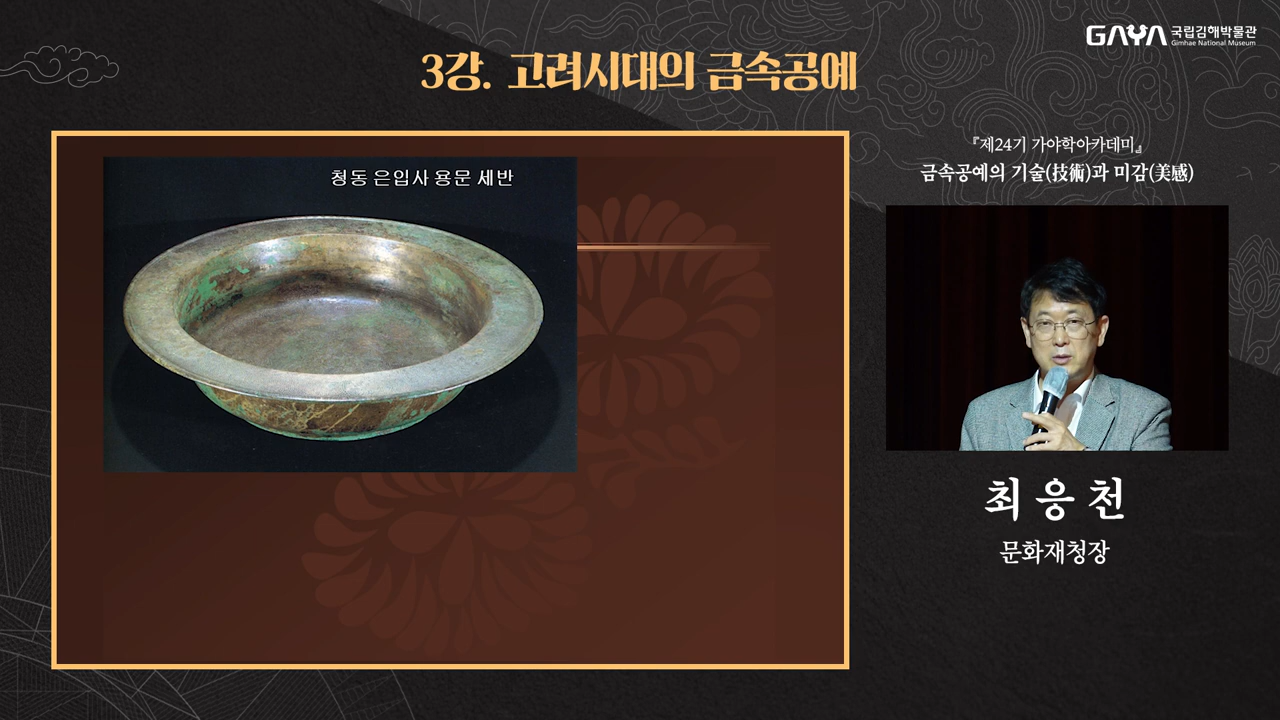 GAYA 국립김해박물관
Gimhae National Museum
3강. 고려시대의 금속공예
『제24기 가야학아카데미』
금속공예의 기술(技術)과 미감(美感)
청동 은입사 용문 세반
최응천
문화재청장